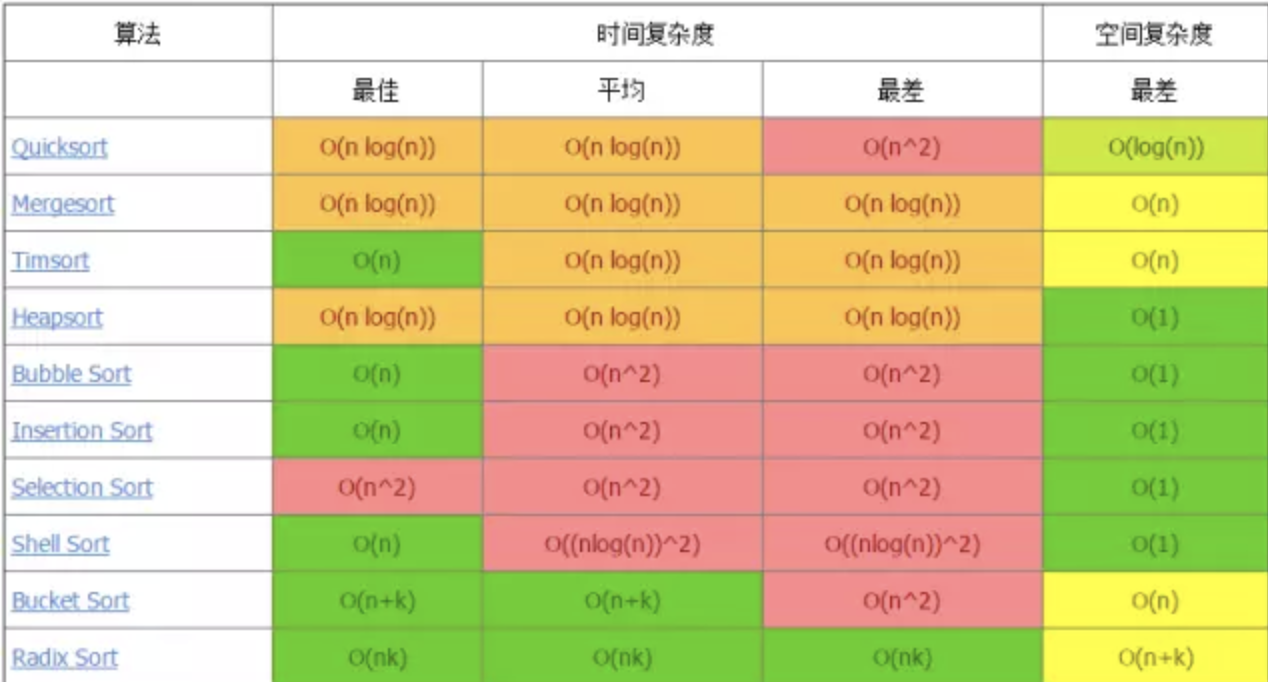 算法 时间复杂度 空间复杂度
最佳 平均 最差 最差
Quicksort O(n log(n)) O(n log(n)) O(n^2) O(log(n))
Mergesort O(n log(n)) O(n log(n)) O(n log(n)) O(n)
Timsort O(n) O(n log(n)) O(n log(n)) O(n)
Heapsort O(n log(n)) O(n log(n)) O(n log(n)) O(1)
Bubble Sort O(n) O(n^2) O(n^2) O(1)
Insertion Sort O(n) O(n^2) O(n^2) O(1)
Selection Sort O(n^2) O(n^2) O(n^2) O(1)
Shell Sort O(n) O((nlog(n))^2) O((nlog(n))^2) O(1)
Bucket Sort O(n+k) O(n+k) O(n^2) O(n)
Radix Sort O(nk) O(nk) O(nk) O(n+k)